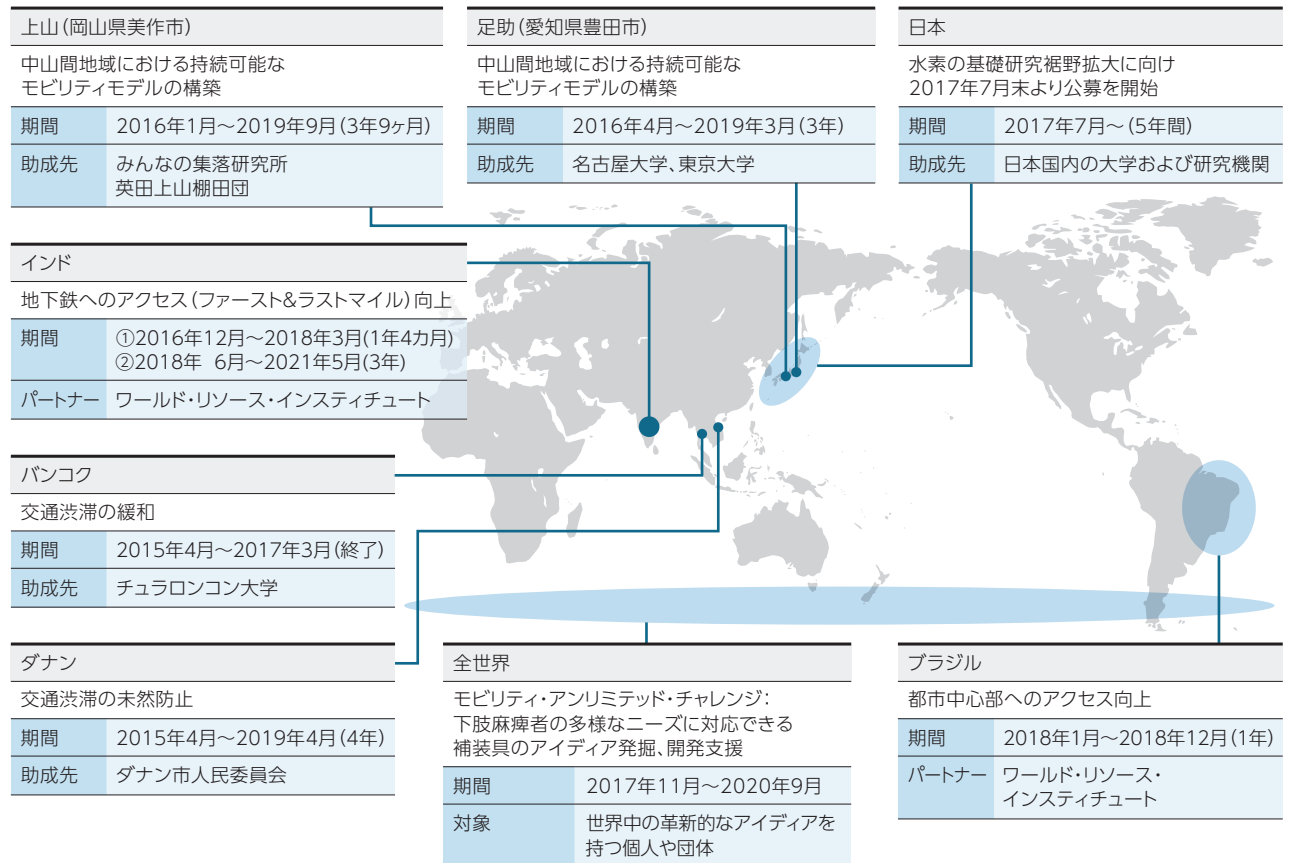 上山(岡山県美作市)
中山間地域における持続可能な
モビリティモデルの構築
期間 2016年1月～2019年9月(3年9ヶ月)
助成先 みんなの集落研究所
英田上山棚田団
足助(愛知県豊田市)
中山間地域における持続可能な
モビリティモデルの構築
期間 2016年4月～2019年3月(3年)
助成先 名古屋大学、東京大学
日本
水素の基礎研究裾野拡大に向け
2017年7月末より公募を開始
期間 2017年7月～(5年間)
助成先 日本国内の大学および研究機関
インド
地下鉄へのアクセス(ファースト&ラストマイル)向上
期間 ①2016年12月～2018年3月(1年4カ月)
②2018年 6月～2021年5月(3年)
パートナー ワールド・リソース・インスティチュート
バンコク
交通渋滞の緩和
期間 2015年4月～2017年3月(終了)
助成先 チュラロンコン大学
ダナン
交通渋滞の未然防止
期間 2015年4月～2019年4月(4年)
助成先 ダナン市人民委員会
全世界
モビリティ・アンリミテッド・チャレンジ:
下肢麻痺者の多様なニーズに対応できる
補装具のアイディア発掘、開発支援
期間 2017年11月～2020年9月
対象 世界中の革新的なアイディアを
持つ個人や団体
ブラジル
都市中心部へのアクセス向上
期間 2018年1月～2018年12月(1年)
パートナー ワールド・リソース・
インスティチュート